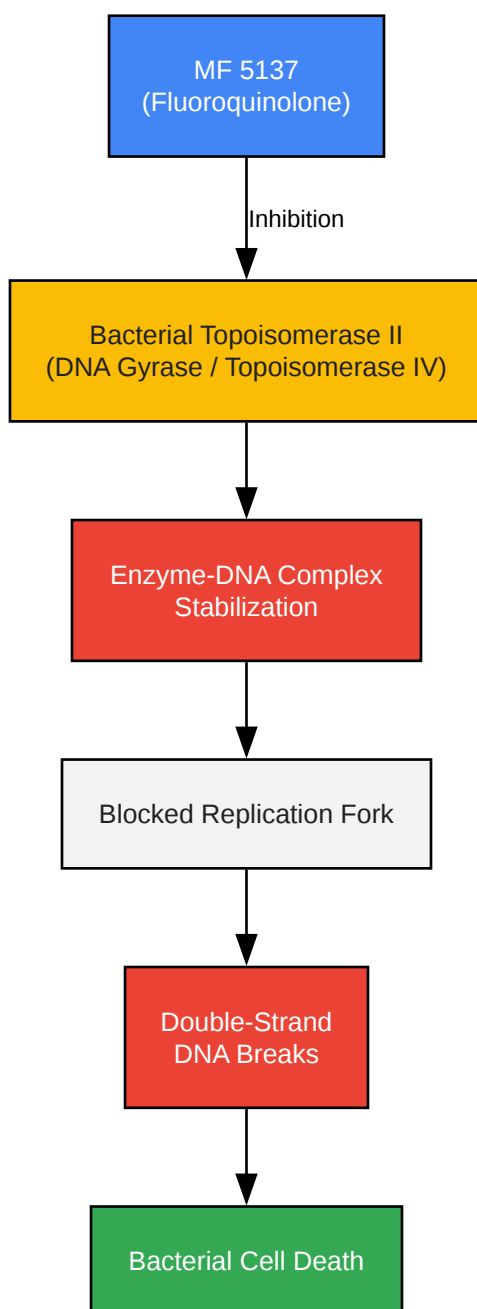 MF 5137
(Fluoroquinolone)
Inhibition
Bacterial Topoisomerase II
(DNA Gyrase / Topoisomerase IV)
Enzyme-DNA Complex
Stabilization
Blocked Replication Fork
Double-Strand
DNA Breaks
Bacterial Cell Death